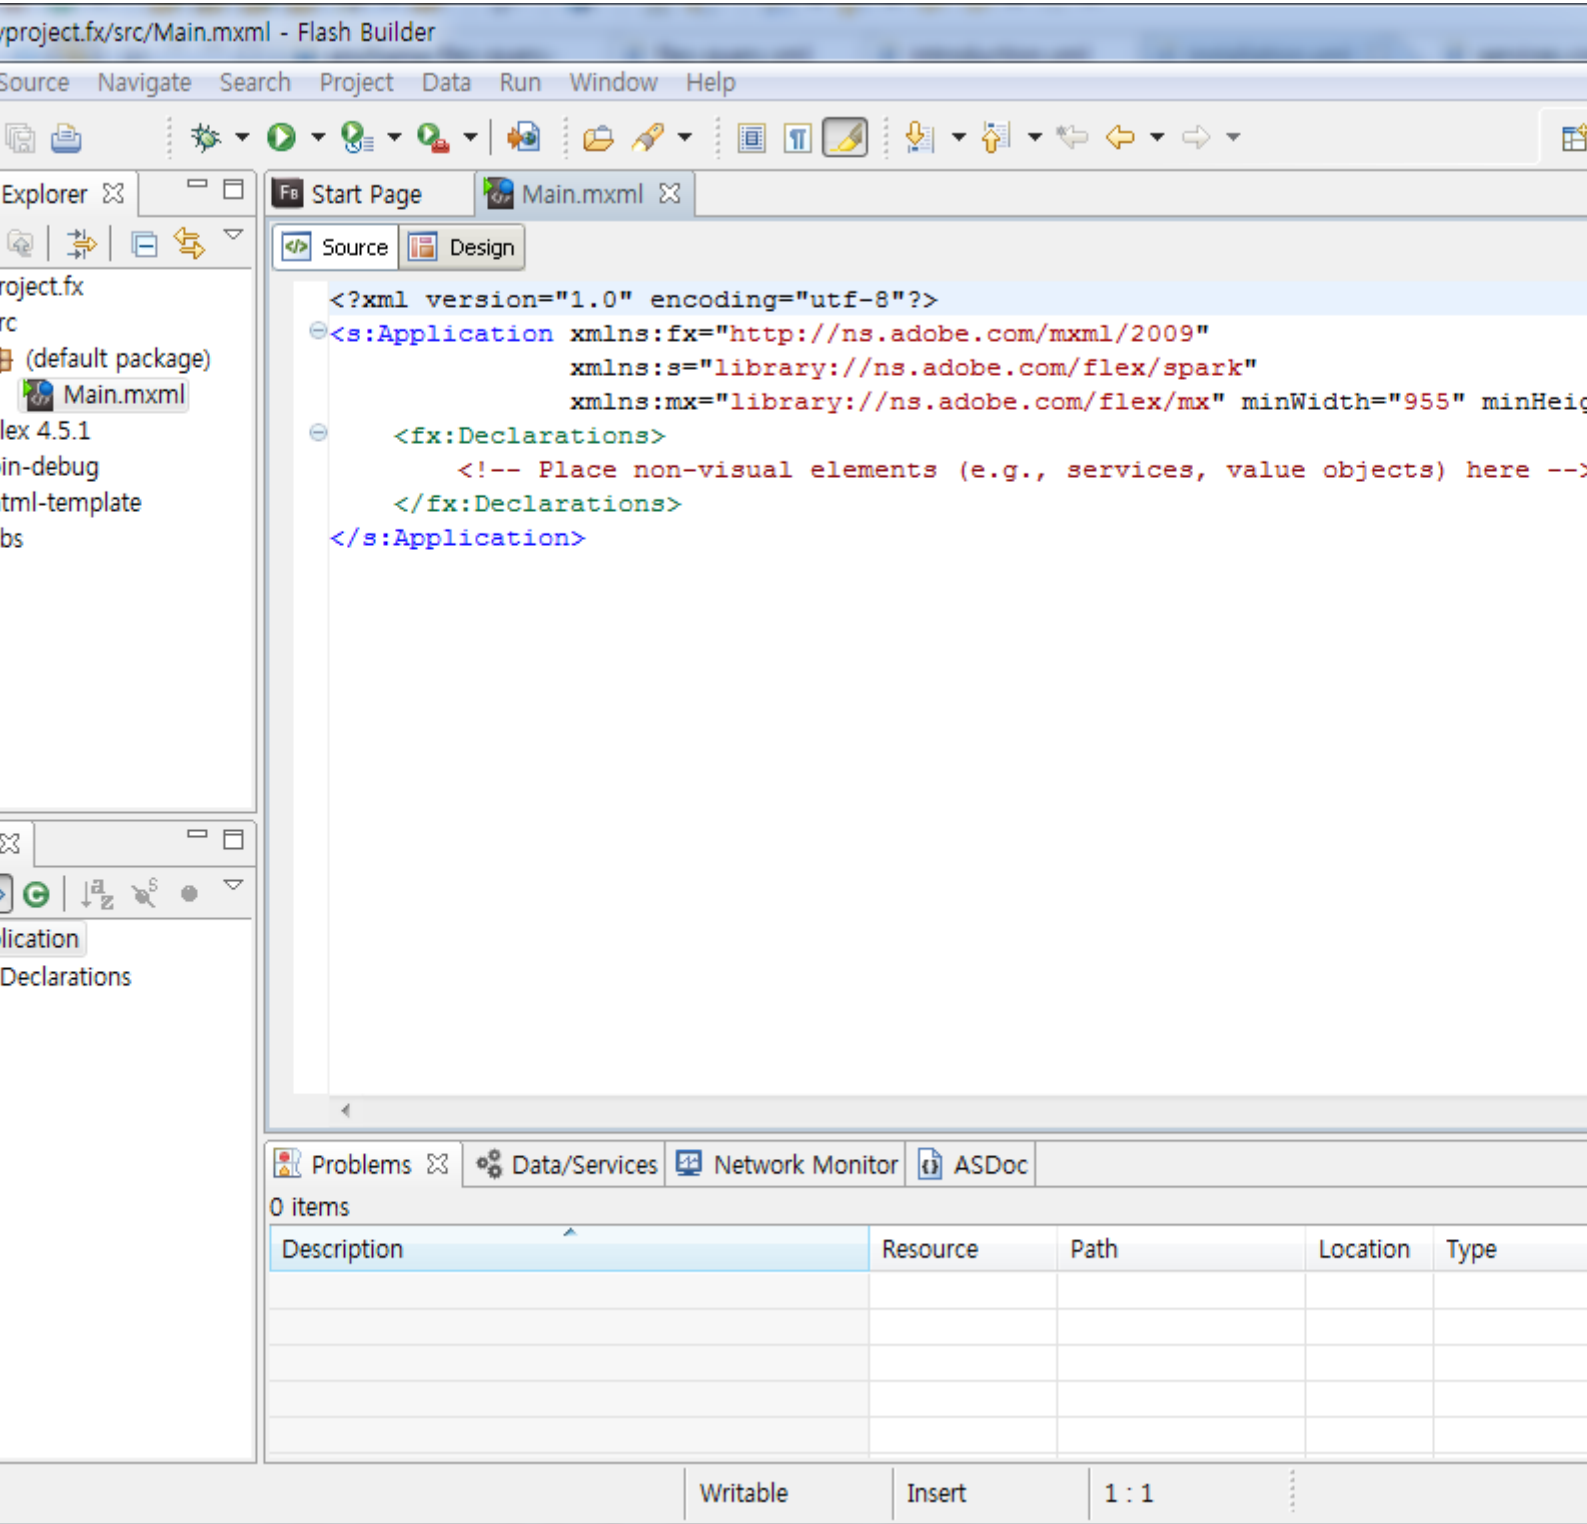 yproject.fx/src/Main.mxml - Flash Builder
Source Navigate Search Project Data Run Window Help
Explorer
Start Page Main.mxml
Source Design
roject.fx
rc
(default package)
Main.mxml
lex 4.5.1
in-debug
tml-template
bs
<?xml version="1.0" encoding="utf-8"?>
<s:Application xmlns:fx="http://ns.adobe.com/mxml/2009"
xmlns:s="library://ns.adobe.com/flex/spark"
xmlns:mx="library://ns.adobe.com/flex/mx" minWidth="955" minHeig
<fx:Declarations>
<!-- Place non-visual elements (e.g., services, value objects) here -->
</fx:Declarations>
</s:Application>
lication
Declarations
Problems Data/Services Network Monitor ASDoc
0 items
Description Resource Path Location Type
Writable Insert 1 : 1